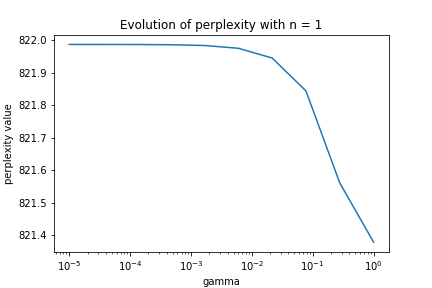 Evolution of perplexity with n = 1
perplexity value
822.0
821.9
821.8
821.7
821.6
821.5
821.4
10⁻⁵ 10⁻⁴ 10⁻³ 10⁻² 10⁻¹ 10⁰
gamma